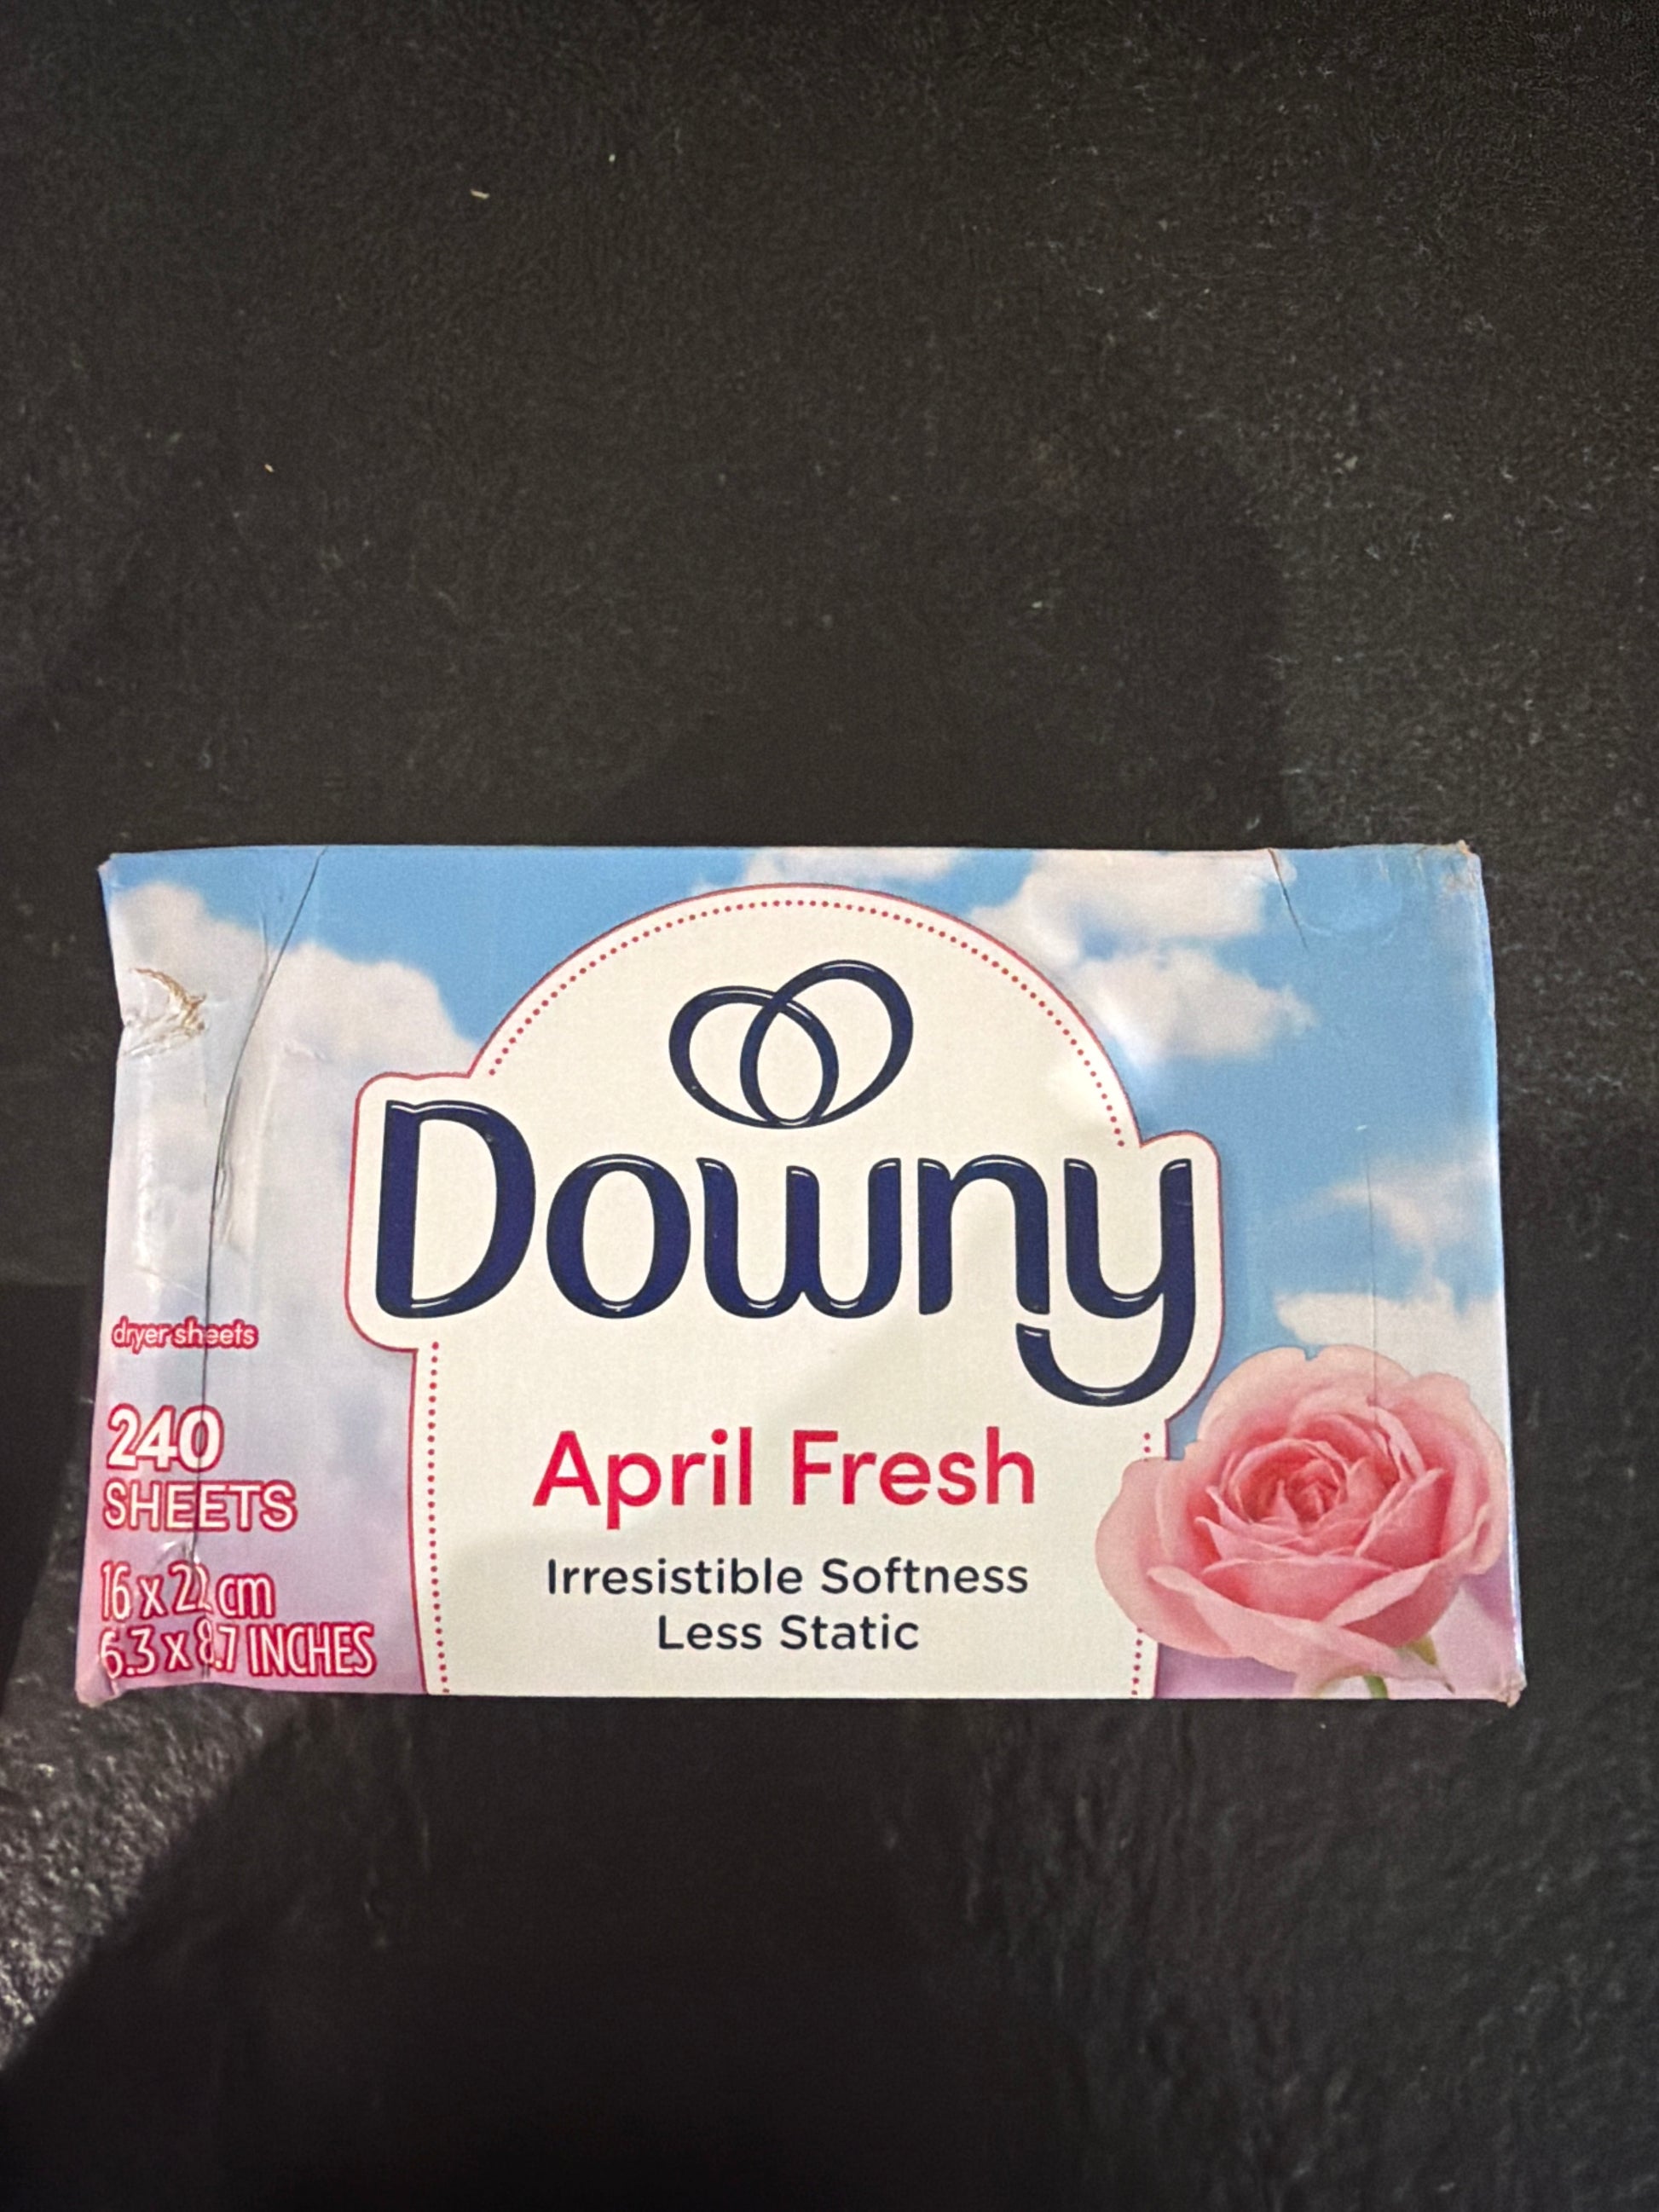 Downy
April Fresh
Irresistible Softness
Less Static
dryer sheets
240
SHEETS
16 x 22 cm
6.3 x 8.7 INCHES